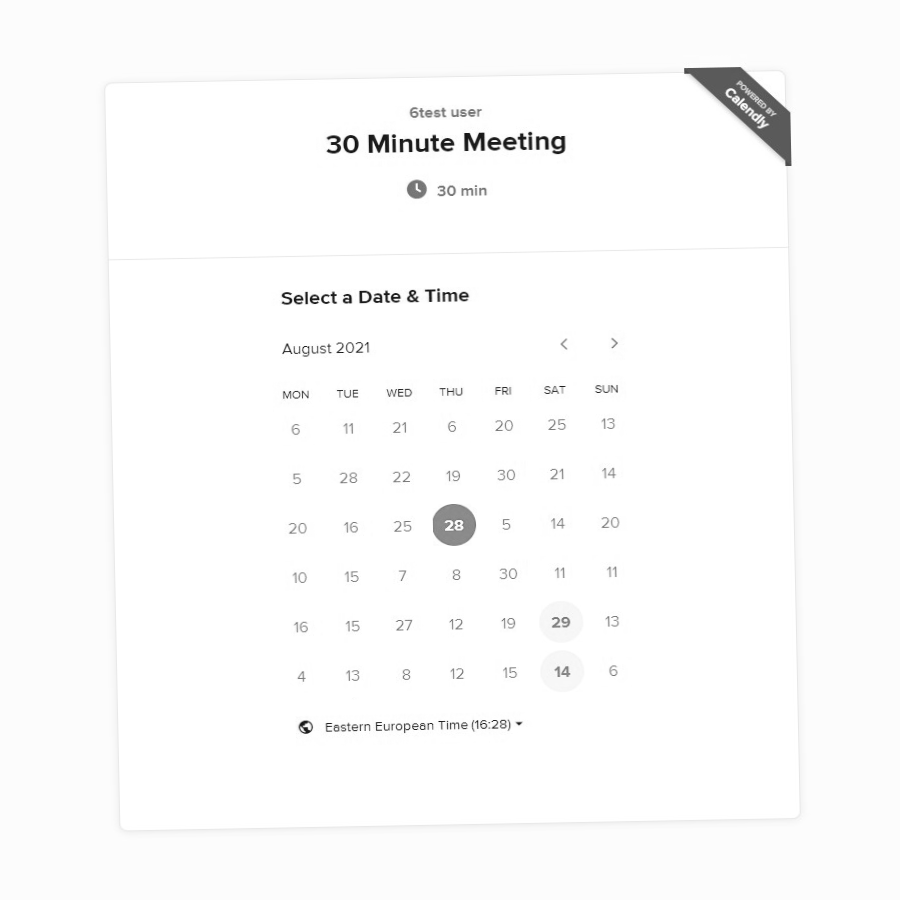 POWERED BY
Calendly
6test user
30 Minute Meeting
30 min
Select a Date & Time
August 2021
MON TUE WED THU FRI SAT SUN
6 11 21 6 20 25 13
5 28 22 19 30 21 14
20 16 25 28 5 14 20
10 15 7 8 30 11 11
16 15 27 12 19 29 13
4 13 8 12 15 14 6
Eastern European Time (16:28)